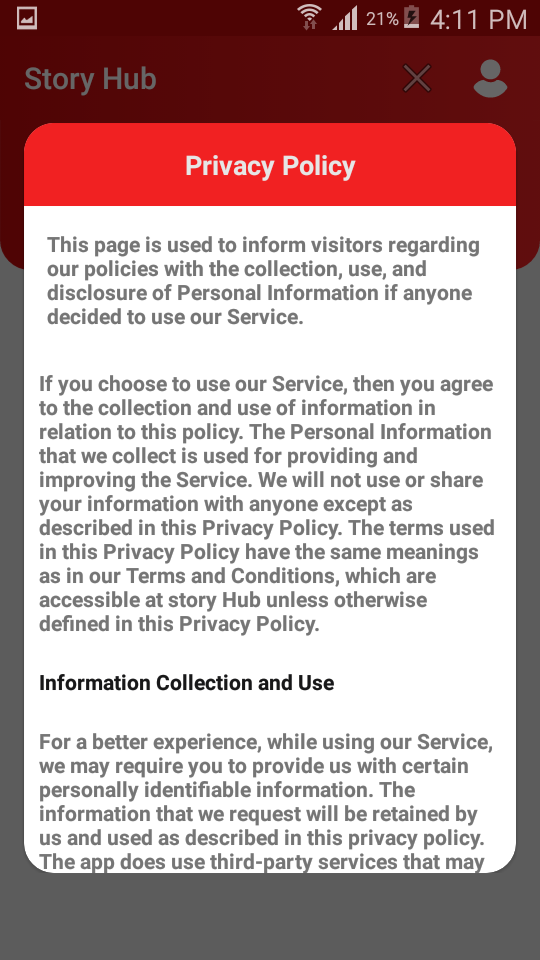 21% 4:11 PM
Story Hub
Privacy Policy
This page is used to inform visitors regarding
our policies with the collection, use, and
disclosure of Personal Information if anyone
decided to use our Service.
If you choose to use our Service, then you agree
to the collection and use of information in
relation to this policy. The Personal Information
that we collect is used for providing and
improving the Service. We will not use or share
your information with anyone except as
described in this Privacy Policy. The terms used
in this Privacy Policy have the same meanings
as in our Terms and Conditions, which are
accessible at story Hub unless otherwise
defined in this Privacy Policy.
Information Collection and Use
For a better experience, while using our Service,
we may require you to provide us with certain
personally identifiable information. The
information that we request will be retained by
us and used as described in this privacy policy.
The app does use third-party services that may